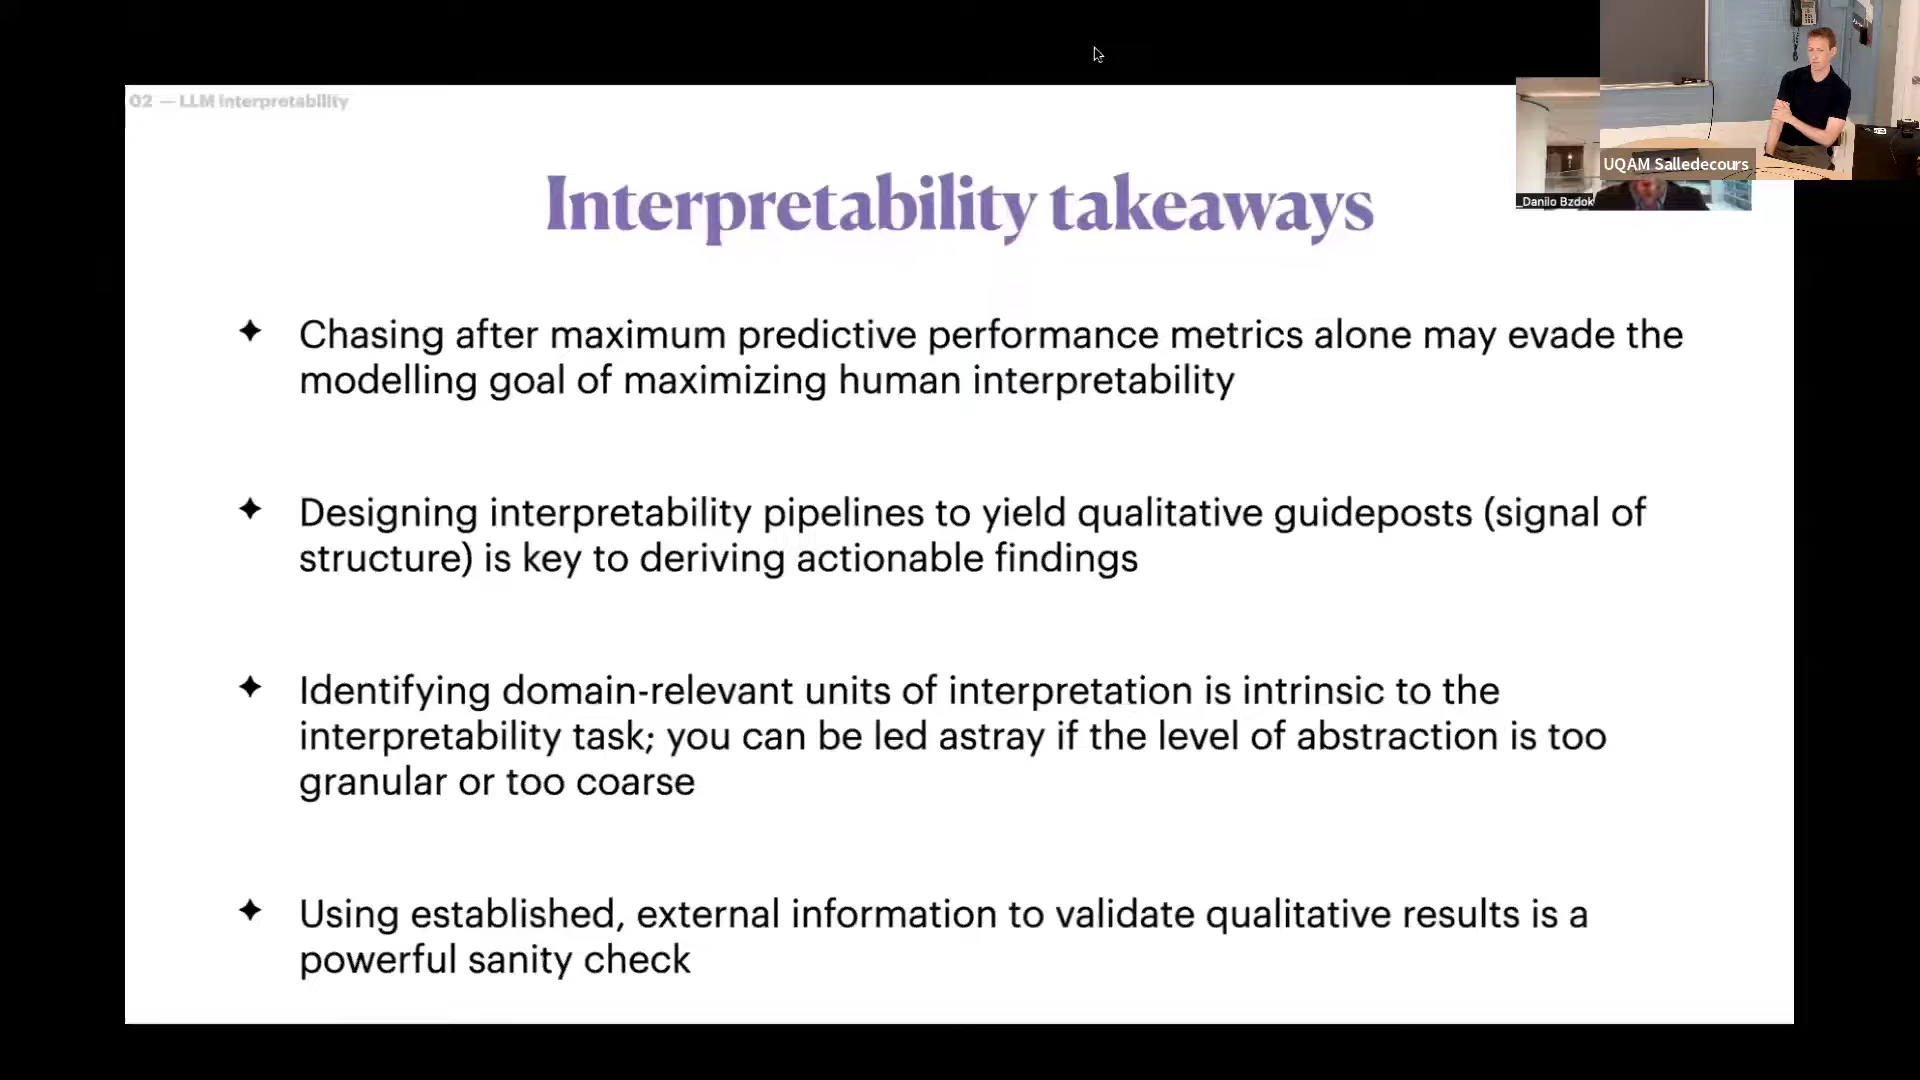 02 — LLM Interpretability
UQAM Salledecours
_Danilo Bzdok
Interpretability takeaways
✦ Chasing after maximum predictive performance metrics alone may evade the
modelling goal of maximizing human interpretability
✦ Designing interpretability pipelines to yield qualitative guideposts (signal of
structure) is key to deriving actionable findings
✦ Identifying domain-relevant units of interpretation is intrinsic to the
interpretability task; you can be led astray if the level of abstraction is too
granular or too coarse
✦ Using established, external information to validate qualitative results is a
powerful sanity check